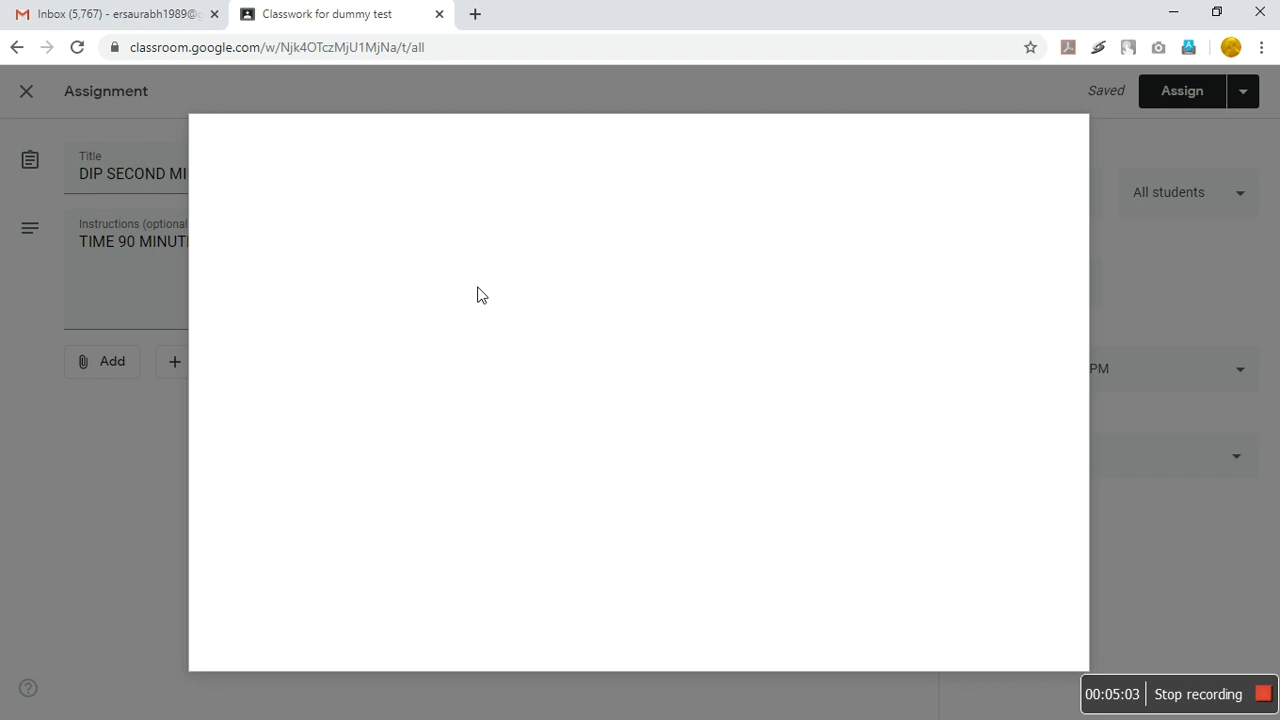 Inbox (5,767) - ersaurabh1989@g
Classwork for dummy test
classroom.google.com/w/Njk4OTczMjU1MjNa/t/all
Assignment
Saved
Assign
Title
DIP SECOND MI
All students
Instructions (optional
TIME 90 MINUT
PM
Add
00:05:03
Stop recording